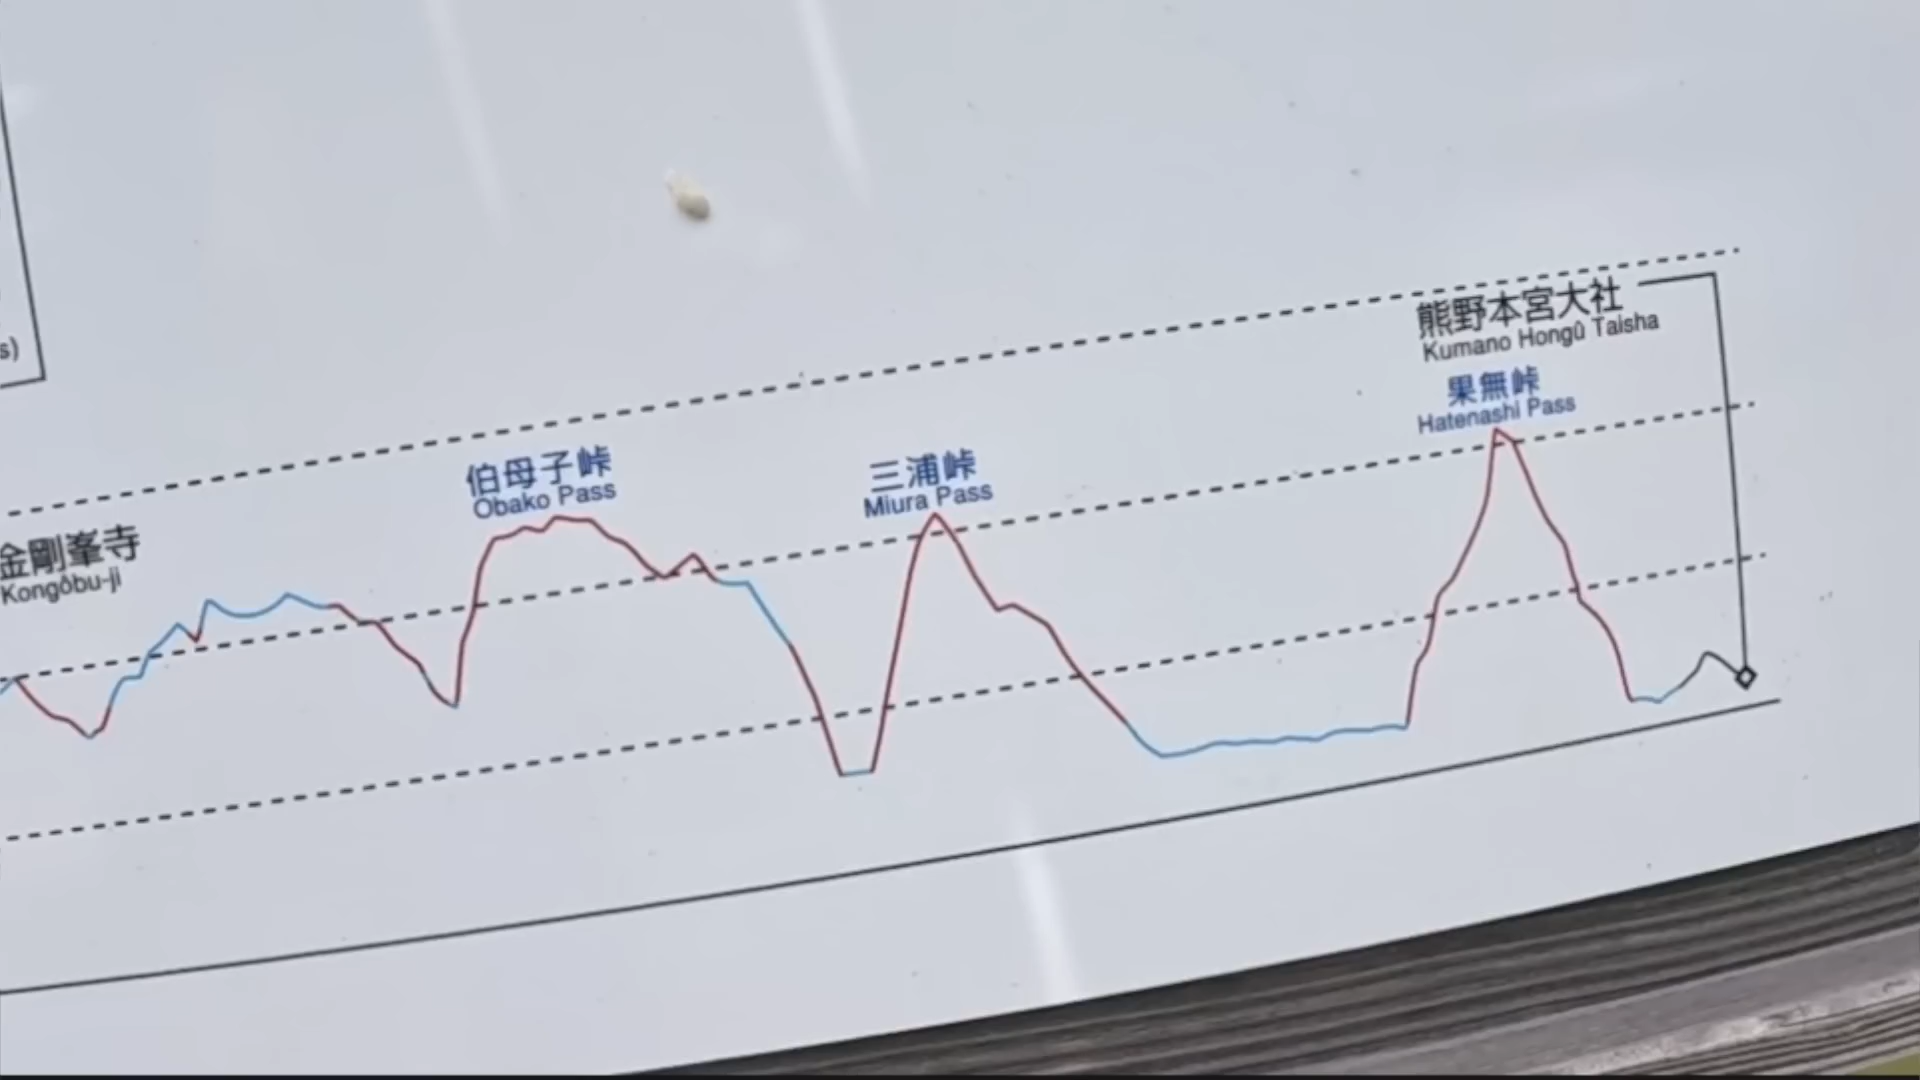 s)
金剛峯寺
Kongôbu-ji
伯母子峠
Obako Pass
三浦峠
Miura Pass
熊野本宮大社
Kumano Hongû Taisha
果無峠
Hatenashi Pass